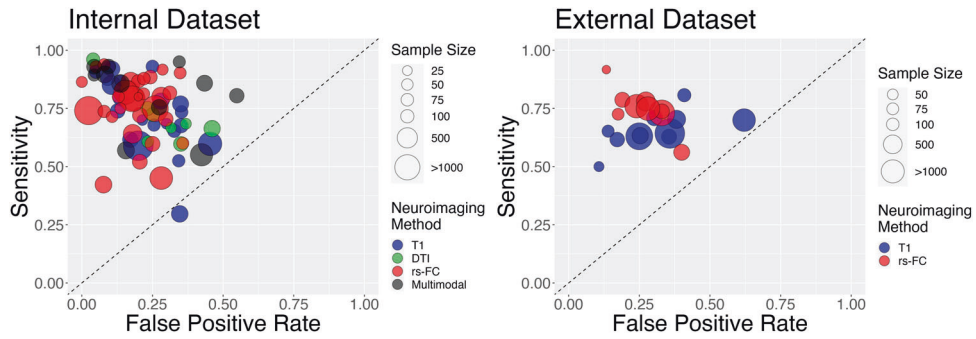 Internal Dataset
Sensitivity
1.00
0.75
0.50
0.25
0.00
0.00 0.25 0.50 0.75 1.00
False Positive Rate
Sample Size
25
50
75
100
500
>1000
Neuroimaging
Method
T1
DTI
rs-FC
Multimodal
External Dataset
Sensitivity
1.00
0.75
0.50
0.25
0.00
0.00 0.25 0.50 0.75 1.00
False Positive Rate
Sample Size
50
75
100
500
>1000
Neuroimaging
Method
T1
rs-FC